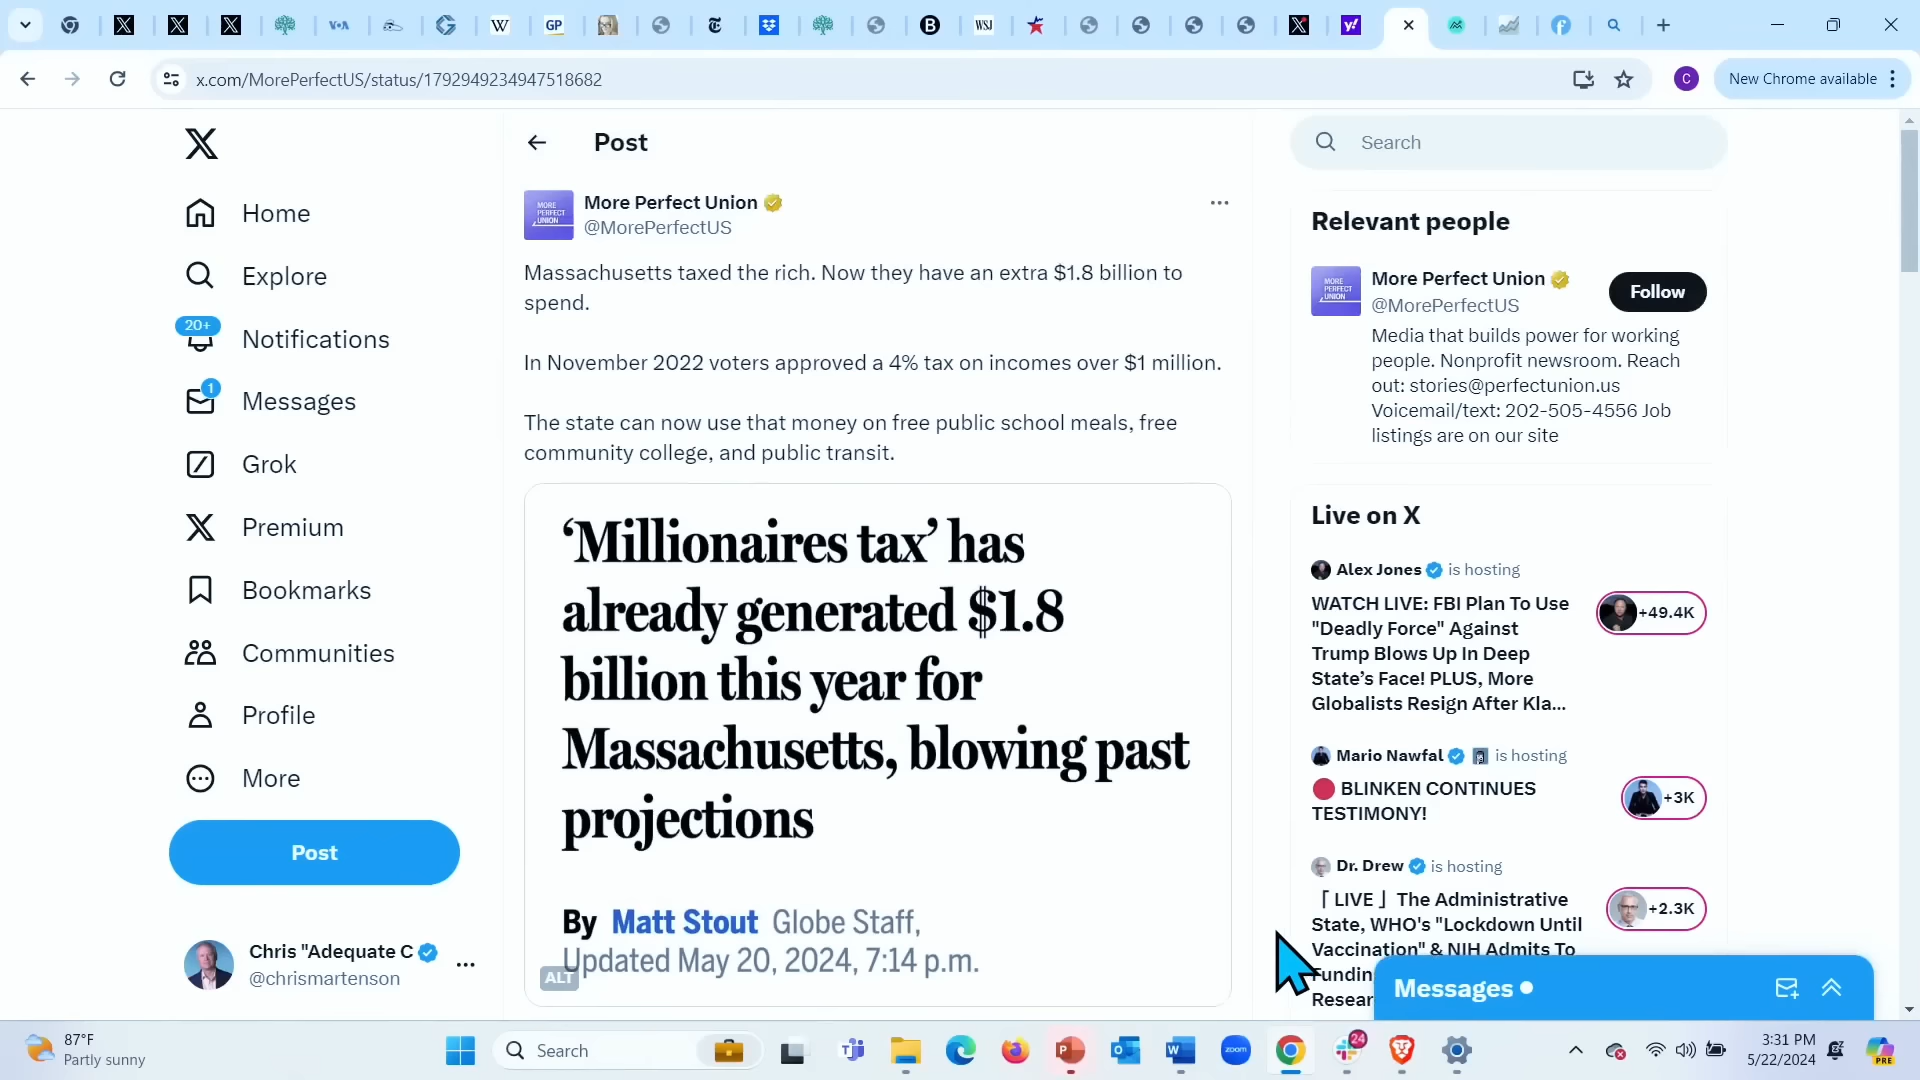 GP
WSJ
x.com/MorePerfectUS/status/1792949234947518682
C
New Chrome available
Home
Explore
20+
Notifications
1
Messages
Grok
Premium
Bookmarks
Communities
Profile
More
Post
Chris "Adequate C
@chrismartenson
Post
More Perfect Union
@MorePerfectUS
Massachusetts taxed the rich. Now they have an extra $1.8 billion to
spend.
In November 2022 voters approved a 4% tax on incomes over $1 million.
The state can now use that money on free public school meals, free
community college, and public transit.
‘Millionaires tax’ has
already generated $1.8
billion this year for
Massachusetts, blowing past
projections
By Matt Stout Globe Staff,
Updated May 20, 2024, 7:14 p.m.
ALT
Search
Relevant people
MORE
PERFECT
UNION
More Perfect Union
@MorePerfectUS
Follow
Media that builds power for working
people. Nonprofit newsroom. Reach
out: stories@perfectunion.us
Voicemail/text: 202-505-4556 Job
listings are on our site
Live on X
Alex Jones is hosting
WATCH LIVE: FBI Plan To Use
"Deadly Force" Against
Trump Blows Up In Deep
State’s Face! PLUS, More
Globalists Resign After Kla...
+49.4K
Mario Nawfal is hosting
BLINKEN CONTINUES
TESTIMONY!
+3K
Dr. Drew is hosting
「 LIVE 」 The Administrative
State, WHO's "Lockdown Until
Vaccination" & NIH Admits To
+2.3K
Messages
87°F
Partly sunny
Search
zoom
24
3:31 PM
5/22/2024
PRE